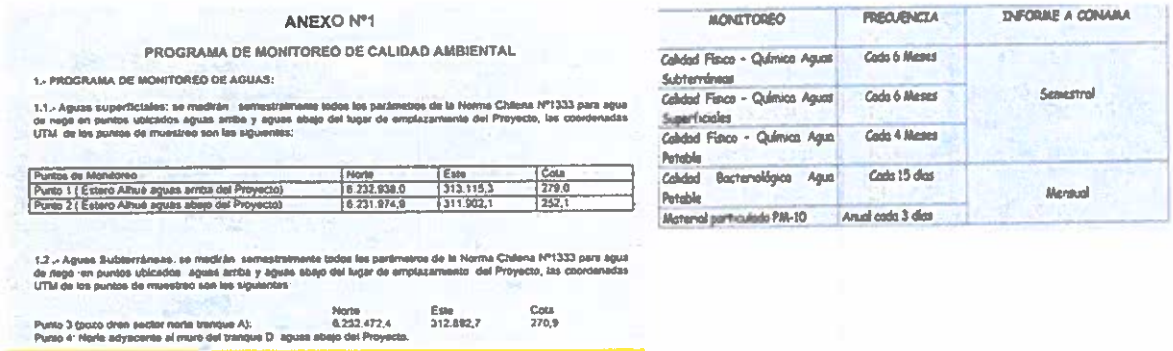 ANEXO Nº1
PROGRAMA DE MONITOREO DE CALIDAD AMBIENTAL
1.- PROGRAMA DE MONITOREO DE AGUAS:
1.1.- Aguas superficiales: se medirán semestralmente todos los parámetros de la Norma Chilena Nº1333 para agua
de riego en puntos ubicados aguas arriba y aguas abajo del lugar de emplazamiento del Proyecto, las coordenadas
UTM de los puntos de muestreo son las siguientes:
Puntos de Monitoreo Norte Este Cota
Punto 1 ( Estero Alhué aguas arriba del Proyecto) 6.232.938,0 313.115,3 279,0
Punto 2 ( Estero Alhué aguas abajo del Proyecto) 6.231.974,9 311.902,1 252,1
1.2.- Aguas Subterráneas. se medirán semestralmente todos los parámetros de la Norma Chilena Nº1333 para agua
de riego en puntos ubicados aguas arriba y aguas abajo del lugar de emplazamiento del Proyecto, las coordenadas
UTM de los puntos de muestreo son las siguientes
Norte Este Cota
Punto 3 (pozo dren sector norte tranque A): 6.232.472,4 312.892,7 270,9
Punto 4: Norte adyacente al muro del tranque D aguas abajo del Proyecto.
MONITOREO FRECUENCIA INFORME A CONAMA
Calidad Físico - Química Aguas Cada 6 Meses
Subterráneas
Calidad Físico - Química Aguas Cada 6 Meses Semestral
Superficiales
Calidad Físico - Química Agua Cada 4 Meses
Potable
Calidad Bacteriológica Agua Cada 15 días
Potable Mensual
Material particulado PM-10 Anual cada 3 días